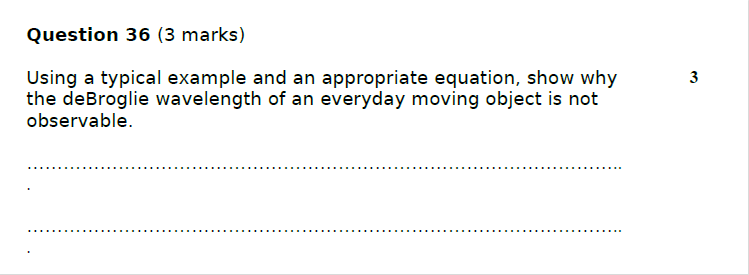 Question 36 (3 marks)
Using a typical example and an appropriate equation, show why 3
the deBroglie wavelength of an everyday moving object is not
observable.
………………………………………………………………………………………..
.
………………………………………………………………………………………..
.